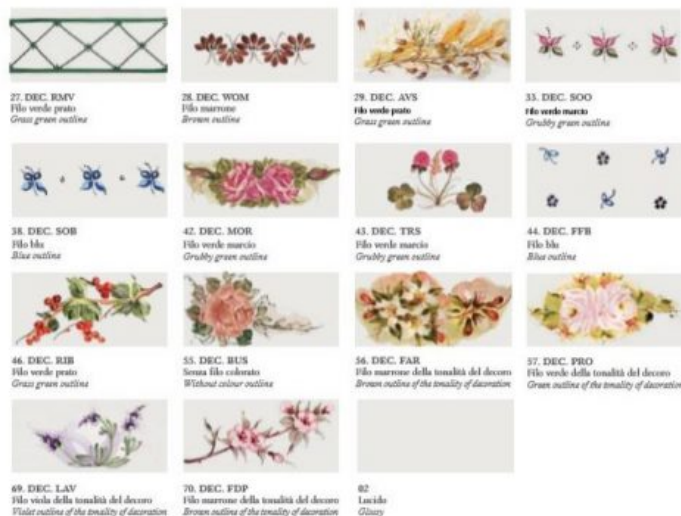 27. DEC. RMV
Filo verde prato
Grass green outline
28. DEC. WOM
Filo marrone
Brown outline
29. DEC. AVS
Filo verde prato
Grass green outline
33. DEC. SOO
Filo verde marcio
Grubby green outline
38. DEC. SOB
Filo blu
Blue outline
42. DEC. MOR
Filo verde marcio
Grubby green outline
43. DEC. TRS
Filo verde marcio
Grubby green outline
44. DEC. FFB
Filo blu
Blue outline
46. DEC. RIB
Filo verde prato
Grass green outline
55. DEC. BUS
Senza filo colorato
Without colour outline
56. DEC. FAR
Filo marrone della tonalità del decoro
Brown outline of the tonality of decoration
57. DEC. PRO
Filo verde della tonalità del decoro
Green outline of the tonality of decoration
69. DEC. LAV
Filo viola della tonalità del decoro
Violet outline of the tonality of decoration
70. DEC. FDP
Filo marrone della tonalità del decoro
Brown outline of the tonality of decoration
02
Lucido
Glossy